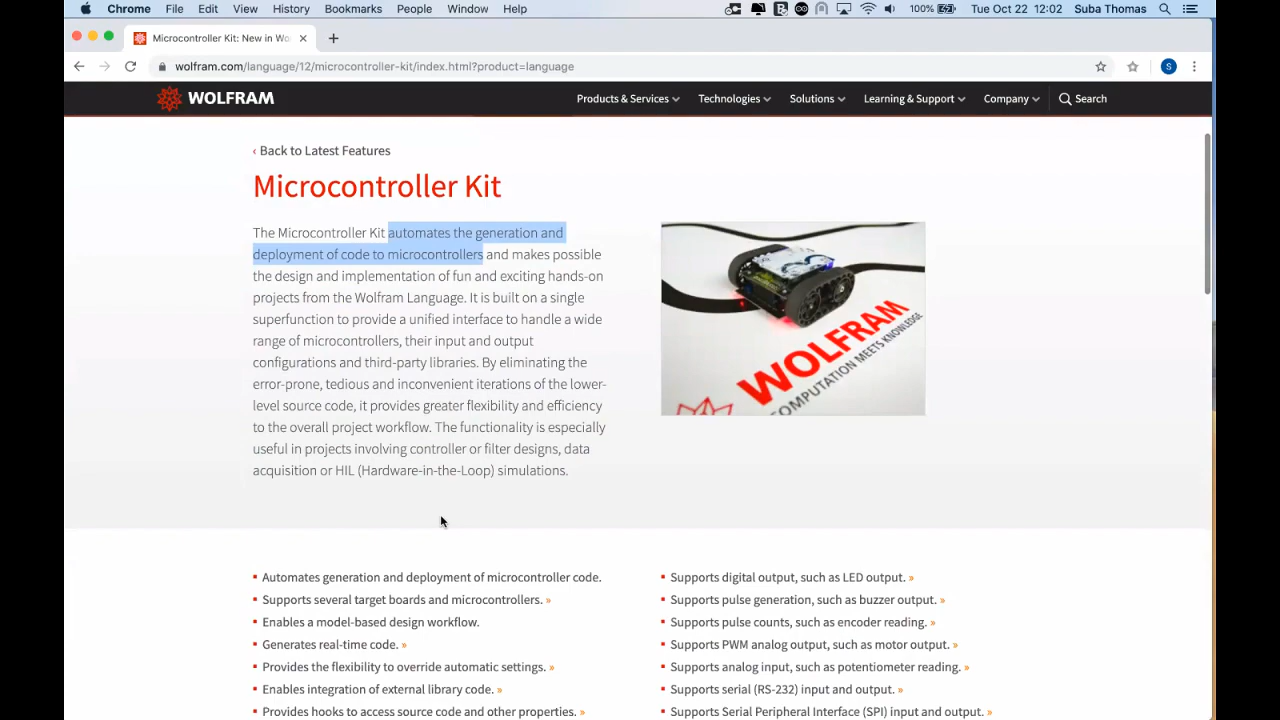 Chrome File Edit View History Bookmarks People Window Help 100% Tue Oct 22 12:02 Suba Thomas
Microcontroller Kit: New in Wo
wolfram.com/language/12/microcontroller-kit/index.html?product=language
S
WOLFRAM Products & Services Technologies Solutions Learning & Support Company Search
‹ Back to Latest Features
Microcontroller Kit
The Microcontroller Kit automates the generation and
deployment of code to microcontrollers and makes possible
the design and implementation of fun and exciting hands-on
projects from the Wolfram Language. It is built on a single
superfunction to provide a unified interface to handle a wide
range of microcontrollers, their input and output
configurations and third-party libraries. By eliminating the
error-prone, tedious and inconvenient iterations of the lower-
level source code, it provides greater flexibility and efficiency
to the overall project workflow. The functionality is especially
useful in projects involving controller or filter designs, data
acquisition or HIL (Hardware-in-the-Loop) simulations.
WOLFRAM
COMPUTATION MEETS KNOWLEDGE
Automates generation and deployment of microcontroller code.
Supports several target boards and microcontrollers. »
Enables a model-based design workflow.
Generates real-time code. »
Provides the flexibility to override automatic settings. »
Enables integration of external library code. »
Provides hooks to access source code and other properties. »
Supports digital output, such as LED output. »
Supports pulse generation, such as buzzer output. »
Supports pulse counts, such as encoder reading. »
Supports PWM analog output, such as motor output. »
Supports analog input, such as potentiometer reading. »
Supports serial (RS-232) input and output. »
Supports Serial Peripheral Interface (SPI) input and output. »